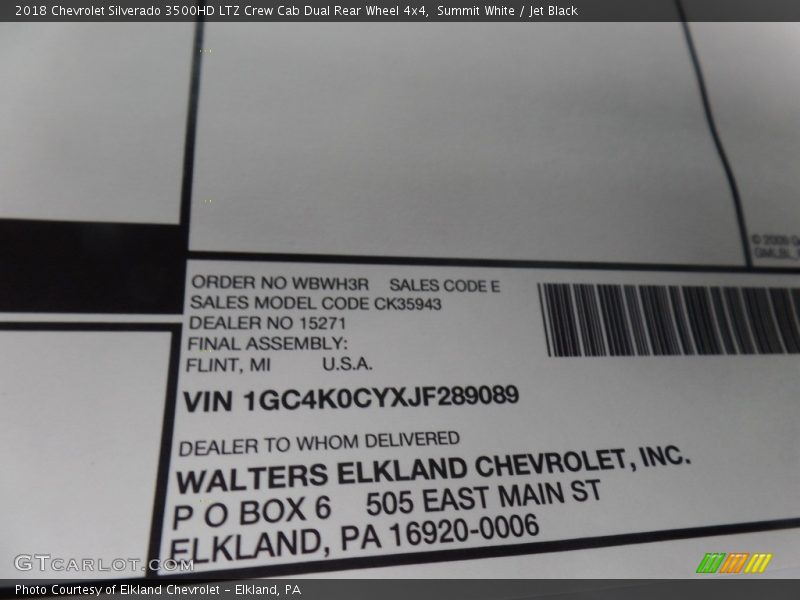 2018 Chevrolet Silverado 3500HD LTZ Crew Cab Dual Rear Wheel 4x4,  Summit White / Jet Black
© 2009
ORDER NO WBWH3R    SALES CODE E
SALES MODEL CODE CK35943
DEALER NO 15271
FINAL ASSEMBLY:
FLINT, MI    U.S.A.
VIN 1GC4K0CYXJF289089
DEALER TO WHOM DELIVERED
WALTERS ELKLAND CHEVROLET, INC.
P O BOX 6    505 EAST MAIN ST
ELKLAND, PA 16920-0006
GTCARLOT.COM
Photo Courtesy of Elkland Chevrolet – Elkland, PA